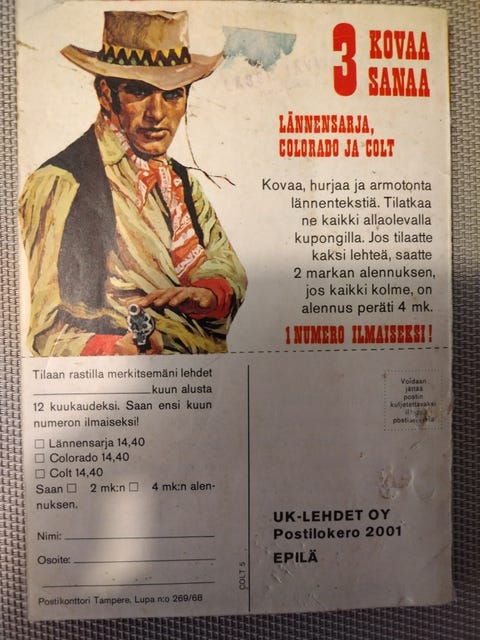 3 KOVAA
SANAA
LÄNNENSARJA,
COLORADO JA COLT
Kovaa, hurjaa ja armotonta
lännentekstiä. Tilatkaa
ne kaikki allaolevalla
kupongilla. Jos tilaatte
kaksi lehteä, saatte
2 markan alennuksen,
jos kaikki kolme, on
alennus peräti 4 mk.
1 NUMERO ILMAISEKSI!
Tilaan rastilla merkitsemäni lehdet
kuun alusta
12 kuukaudeksi. Saan ensi kuun
numeron ilmaiseksi!
Lännensarja 14,40
Colorado 14,40
Colt 14,40
Saan 2 mk:n 4 mk:n alen-
nuksen.
Nimi:
Osoite:
Postikonttori Tampere. Lupa n:o 269/68
COLT 5
Voidaan
jättää
postin
kuljetettavaksi
UK-LEHDET OY
Postilokero 2001
EPILÄ